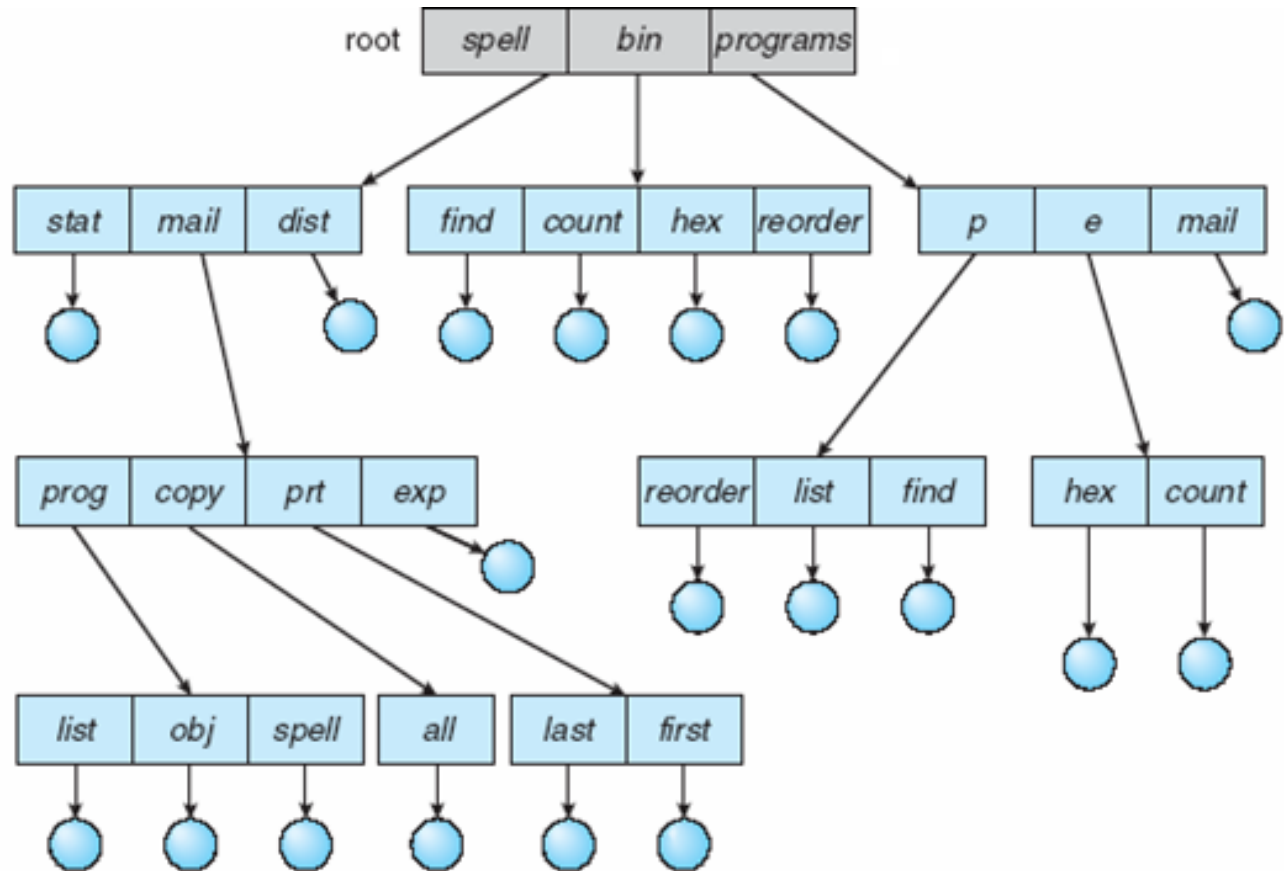 root spell bin programs
stat mail dist find count hex reorder p e mail
prog copy prt exp reorder list find hex count
list obj spell all last first